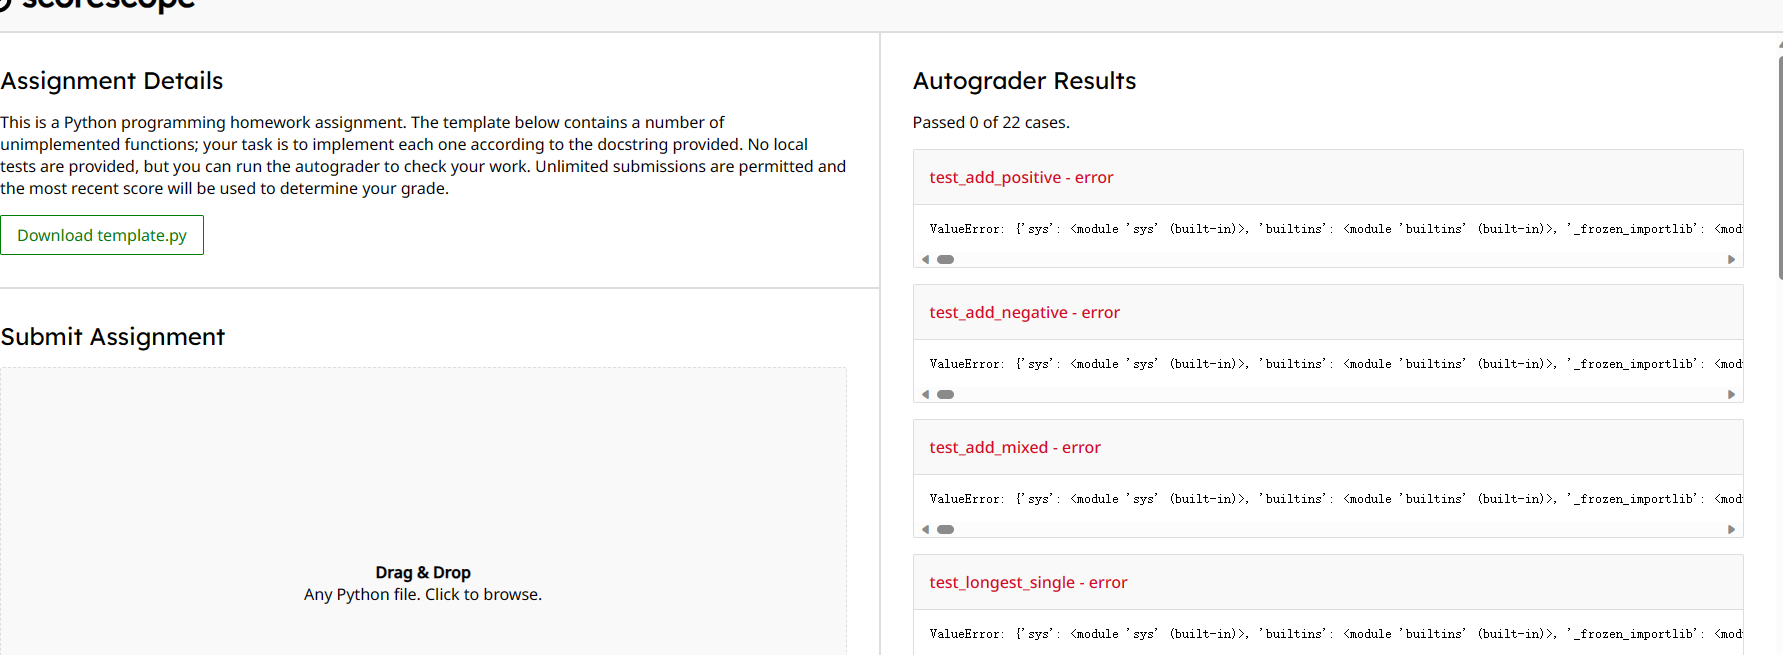 scorescope
Assignment Details
This is a Python programming homework assignment. The template below contains a number of
unimplemented functions; your task is to implement each one according to the docstring provided. No local
tests are provided, but you can run the autograder to check your work. Unlimited submissions are permitted and
the most recent score will be used to determine your grade.
Download template.py
Submit Assignment
Drag & Drop
Any Python file. Click to browse.
Autograder Results
Passed 0 of 22 cases.
test_add_positive - error
ValueError: {'sys': <module 'sys' (built-in)>, 'builtins': <module 'builtins' (built-in)>, '_frozen_importlib': <mod
test_add_negative - error
ValueError: {'sys': <module 'sys' (built-in)>, 'builtins': <module 'builtins' (built-in)>, '_frozen_importlib': <mod
test_add_mixed - error
ValueError: {'sys': <module 'sys' (built-in)>, 'builtins': <module 'builtins' (built-in)>, '_frozen_importlib': <mod
test_longest_single - error
ValueError: {'sys': <module 'sys' (built-in)>, 'builtins': <module 'builtins' (built-in)>, '_frozen_importlib': <mod